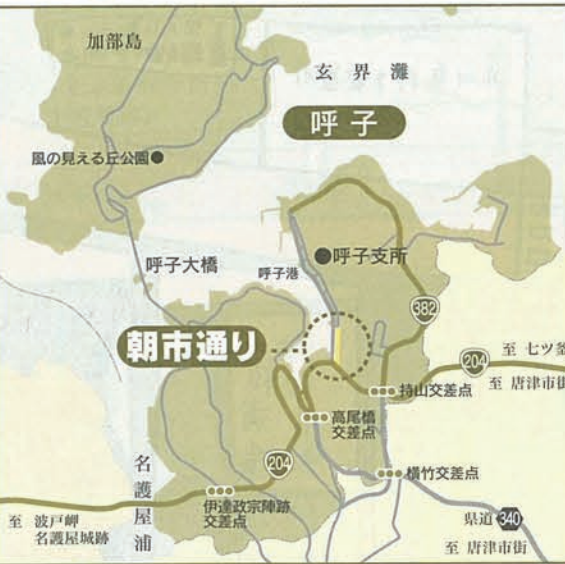 加部島
玄界灘
呼子
風の見える丘公園
呼子大橋
呼子港
呼子支所
382
朝市通り
204
至 七ツ釜
至 唐津市街
持山交差点
高尾橋
交差点
204
横竹交差点
名護屋浦
伊達政宗陣跡
交差点
至 波戸岬
名護屋城跡
県道 340
至 唐津市街